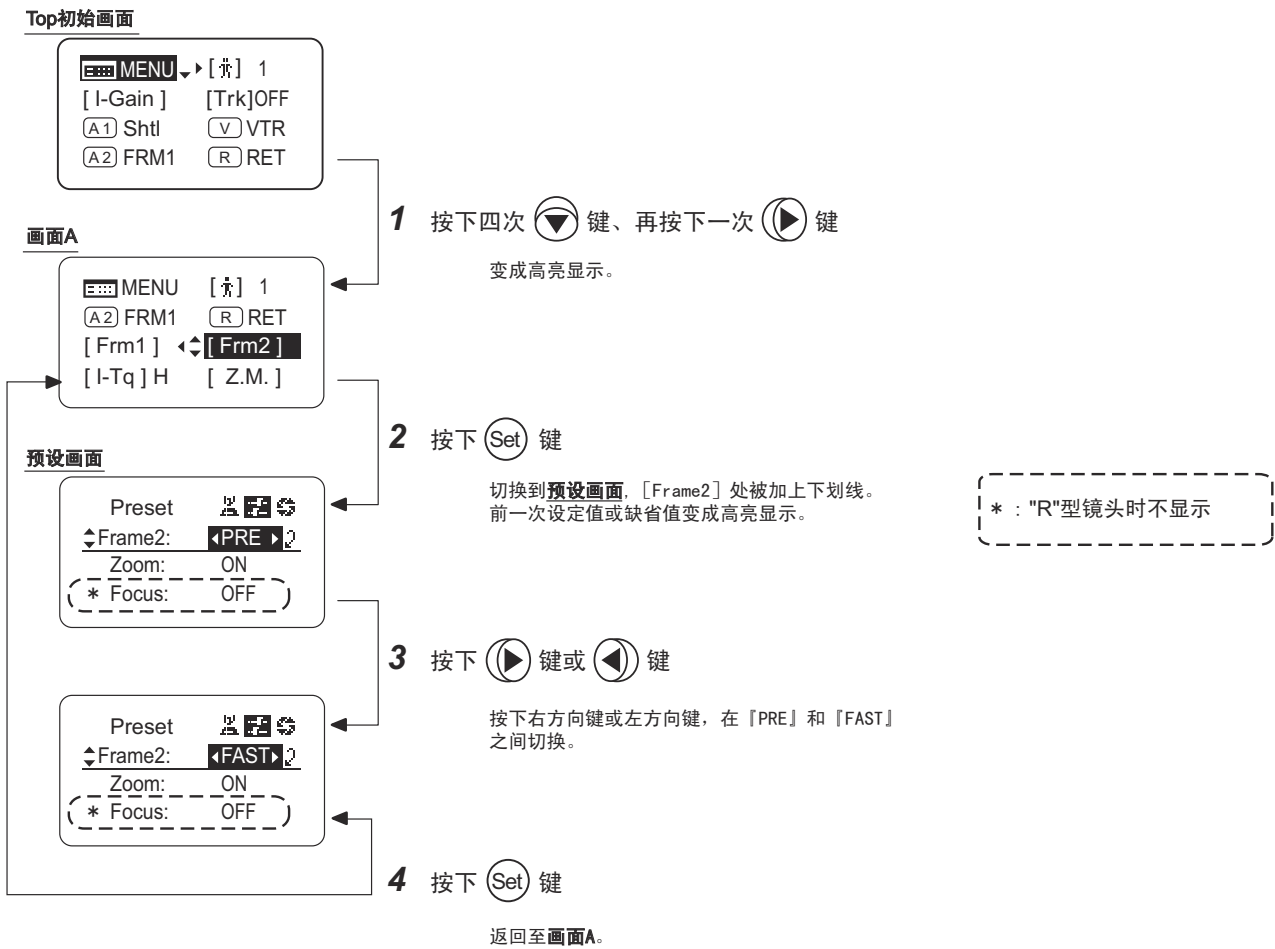 Top初始画面
MENU [ ] 1
[ I-Gain ] [Trk]OFF
A1 Shtl V VTR
A2 FRM1 R RET
1 按下四次 键、再按下一次 键
变成高亮显示。
画面A
MENU [ ] 1
A2 FRM1 R RET
[ Frm1 ] [ Frm2 ]
[ I-Tq ] H [ Z.M. ]
2 按下 Set 键
切换到预设画面,［Frame2］处被加上下划线。
前一次设定值或缺省值变成高亮显示。
预设画面
Preset
Frame2: PRE
Zoom: ON
* Focus: OFF
* : "R"型镜头时不显示
3 按下 键或 键
按下右方向键或左方向键，在『PRE』和『FAST』
之间切换。
Preset
Frame2: FAST
Zoom: ON
* Focus: OFF
4 按下 Set 键
返回至画面A。